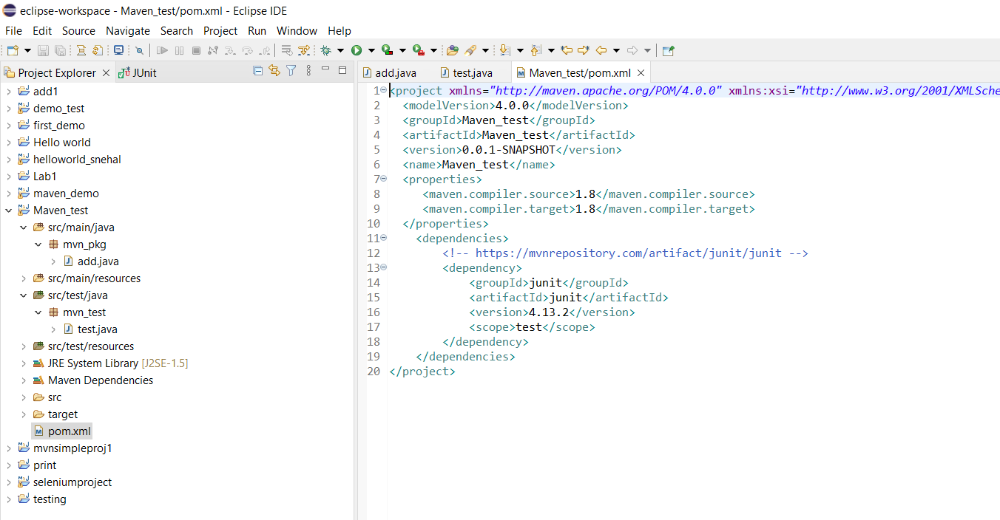 eclipse-workspace - Maven_test/pom.xml - Eclipse IDE
File Edit Source Navigate Search Project Run Window Help
Project Explorer JUnit
add1
demo_test
first_demo
Hello world
helloworld_snehal
Lab1
maven_demo
Maven_test
src/main/java
mvn_pkg
add.java
src/main/resources
src/test/java
mvn_test
test.java
src/test/resources
JRE System Library [J2SE-1.5]
Maven Dependencies
src
target
pom.xml
mvnsimpleproj1
print
seleniumproject
testing
add.java test.java Maven_test/pom.xml
1 <project xmlns="http://maven.apache.org/POM/4.0.0" xmlns:xsi="http://www.w3.org/2001/XMLSche
2 <modelVersion>4.0.0</modelVersion>
3 <groupId>Maven_test</groupId>
4 <artifactId>Maven_test</artifactId>
5 <version>0.0.1-SNAPSHOT</version>
6 <name>Maven_test</name>
7 <properties>
8 <maven.compiler.source>1.8</maven.compiler.source>
9 <maven.compiler.target>1.8</maven.compiler.target>
10 </properties>
11 <dependencies>
12 <!-- https://mvnrepository.com/artifact/junit/junit -->
13 <dependency>
14 <groupId>junit</groupId>
15 <artifactId>junit</artifactId>
16 <version>4.13.2</version>
17 <scope>test</scope>
18 </dependency>
19 </dependencies>
20 </project>